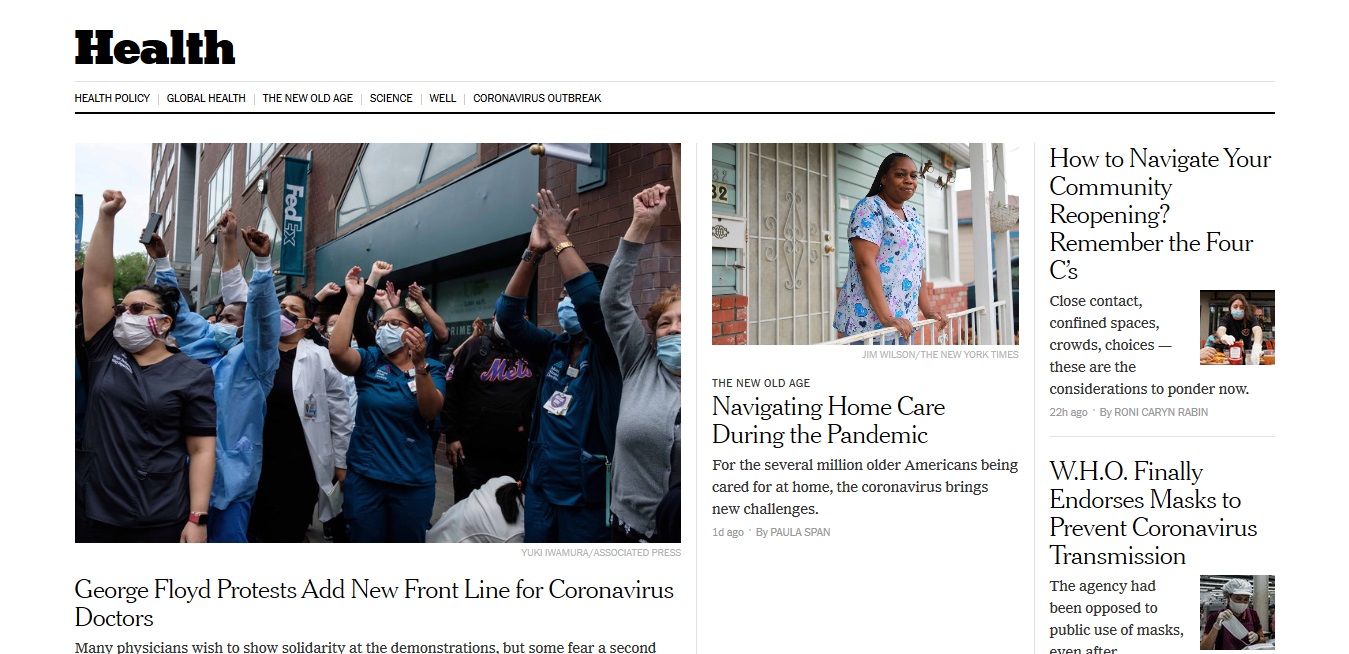 Health
HEALTH POLICY
GLOBAL HEALTH
THE NEW OLD AGE
SCIENCE
WELL
CORONAVIRUS OUTBREAK
FedEx
Mets
YUKI IWAMURA/ASSOCIATED PRESS
George Floyd Protests Add New Front Line for Coronavirus
Doctors
Many physicians wish to show solidarity at the demonstrations, but some fear a second
32
JIM WILSON/THE NEW YORK TIMES
THE NEW OLD AGE
Navigating Home Care
During the Pandemic
For the several million older Americans being
cared for at home, the coronavirus brings
new challenges.
1d ago · By PAULA SPAN
How to Navigate Your
Community
Reopening?
Remember the Four
C’s
Close contact,
confined spaces,
crowds, choices —
these are the
considerations to ponder now.
22h ago · By RONI CARYN RABIN
W.H.O. Finally
Endorses Masks to
Prevent Coronavirus
Transmission
The agency had
been opposed to
public use of masks,
even after